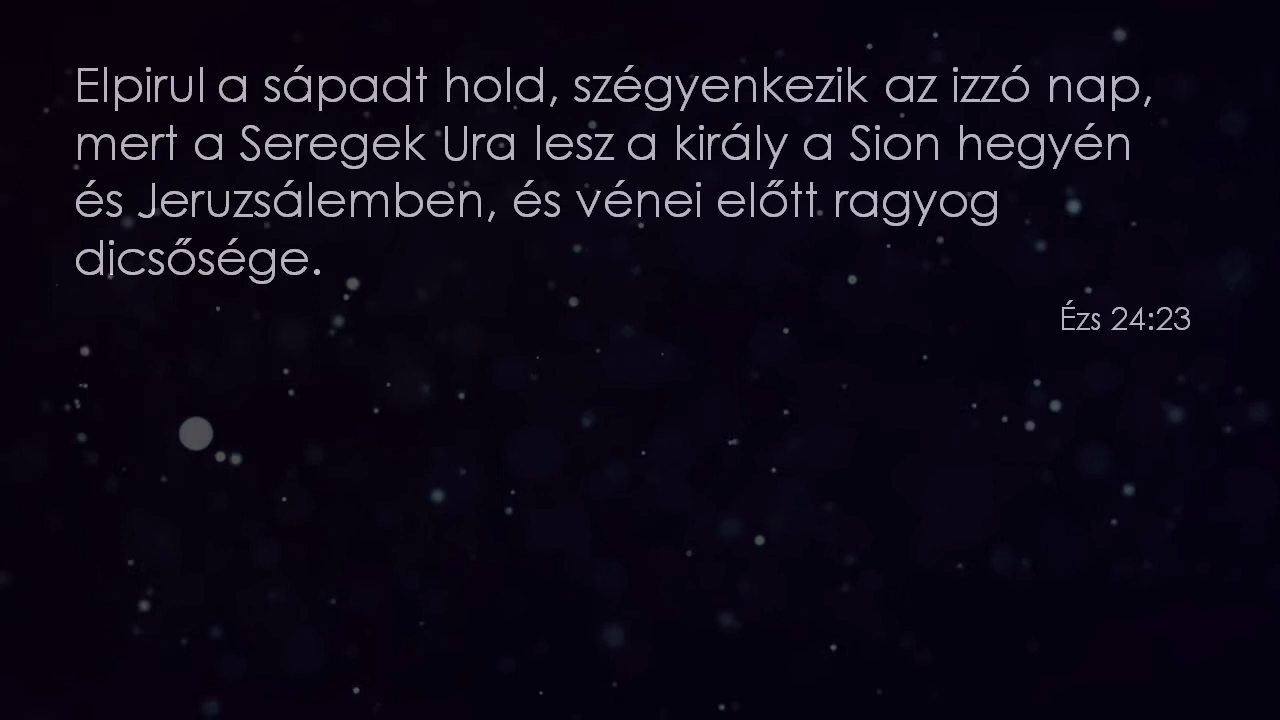 Elpirul a sápadt hold, szégyenkezik az izzó nap,
mert a Seregek Ura lesz a király a Sion hegyén
és Jeruzsálemben, és vénei előtt ragyog
dicsősége.
Ézs 24:23